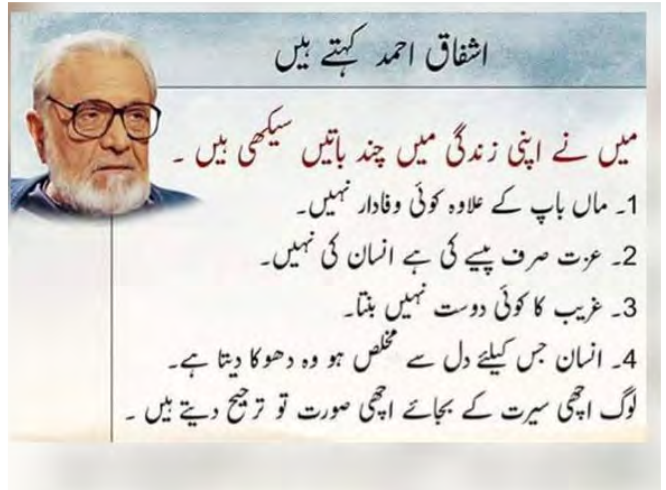 اشفاق احمد کہتے ہیں
میں نے اپنی زندگی میں چند باتیں سیکھی ہیں ۔
1۔ ماں باپ کے علاوہ کوئی وفادار نہیں۔
2۔ عزت صرف پیسے کی ہے انسان کی نہیں۔
3۔ غریب کا کوئی دوست نہیں بنتا۔
4۔ انسان جس کیلئے دل سے مخلص ہو وہ دھوکا دیتا ہے۔
لوگ اچھی سیرت کے بجائے اچھی صورت تو ترجیح دیتے ہیں ۔